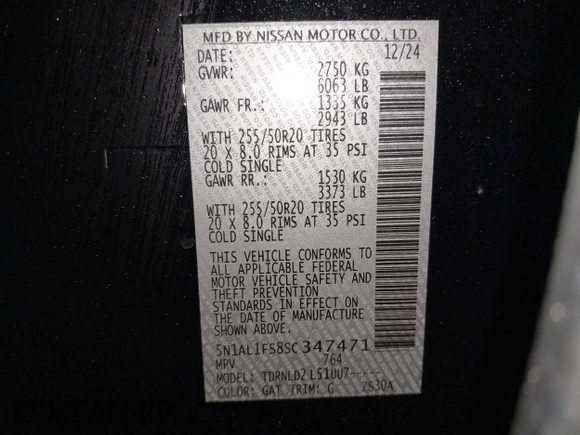 MFD BY NISSAN MOTOR CO., LTD.
DATE: 12/24
GVWR: 2750 KG
6063 LB
GAWR FR.: 1335 KG
2943 LB
WITH 255/50R20 TIRES
20 X 8.0 RIMS AT 35 PSI
COLD SINGLE
GAWR RR.: 1530 KG
3373 LB
WITH 255/50R20 TIRES
20 X 8.0 RIMS AT 35 PSI
COLD SINGLE
THIS VEHICLE CONFORMS TO
ALL APPLICABLE FEDERAL
MOTOR VEHICLE SAFETY AND
THEFT PREVENTION
STANDARDS IN EFFECT ON
THE DATE OF MANUFACTURE
SHOWN ABOVE.
5N1AL1FS8SC347471
MPV 764
MODEL: TDRNLD2 L51UU7-----
COLOR: GAT TRIM: G 2S30A